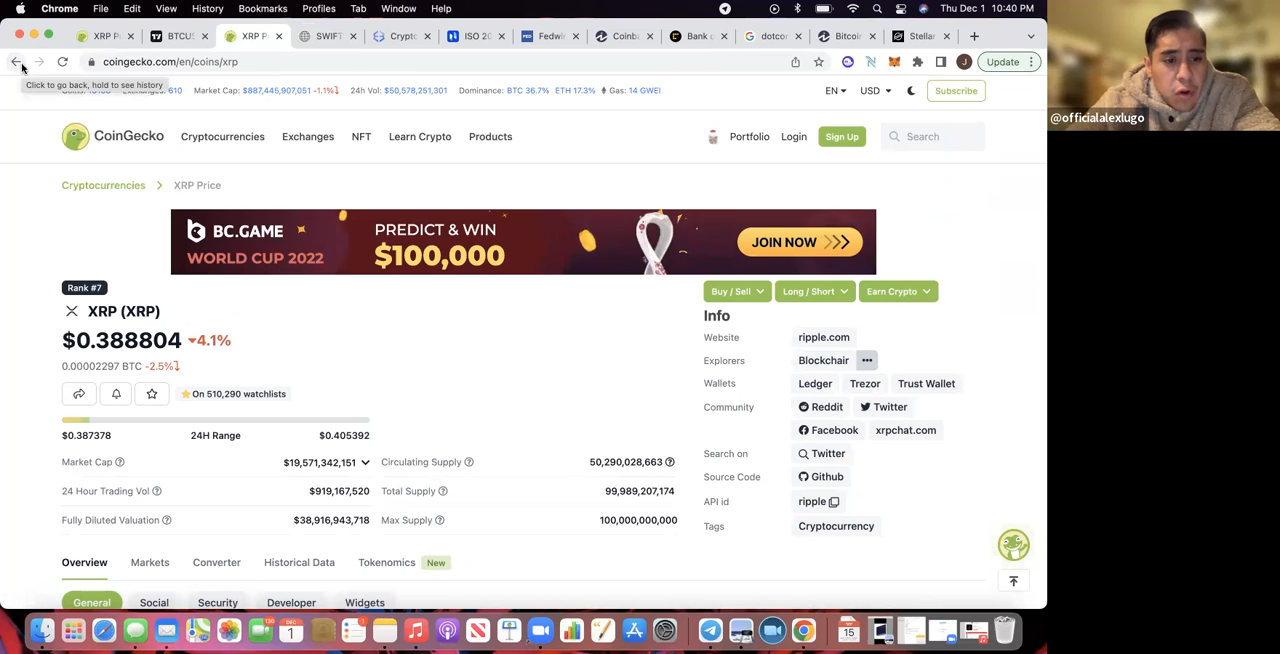 Chrome File Edit View History Bookmarks Profiles Tab Window Help Thu Dec 1 10:40 PM
XRP P BTCUS XRP P SWIFT Crypto ISO 20 Fedwi Coinba Bank o dotcor Bitcoin Stellar
coingecko.com/en/coins/xrp J Update
Click to go back, hold to see history
610 Market Cap: $887,445,907,051 -1.1% 24h Vol: $50,578,251,301 Dominance: BTC 36.7% ETH 17.3% Gas: 14 GWEI EN USD Subscribe
CoinGecko Cryptocurrencies Exchanges NFT Learn Crypto Products Portfolio Login Sign Up Search
Cryptocurrencies > XRP Price
BC.GAME
WORLD CUP 2022
PREDICT & WIN
$100,000
JOIN NOW
Rank #7
XRP (XRP)
$0.388804 4.1%
0.00002297 BTC -2.5%
On 510,290 watchlists
$0.387378 24H Range $0.405392
Market Cap $19,571,342,151 Circulating Supply 50,290,028,663
24 Hour Trading Vol $919,167,520 Total Supply 99,989,207,174
Fully Diluted Valuation $38,916,943,718 Max Supply 100,000,000,000
Buy / Sell Long / Short Earn Crypto
Info
Website ripple.com
Explorers Blockchair •••
Wallets Ledger Trezor Trust Wallet
Community Reddit Twitter
Facebook xrpchat.com
Search on Twitter
Source Code Github
API id ripple
Tags Cryptocurrency
Overview Markets Converter Historical Data Tokenomics New
General Social Security Developer Widgets
@officialalexlugo